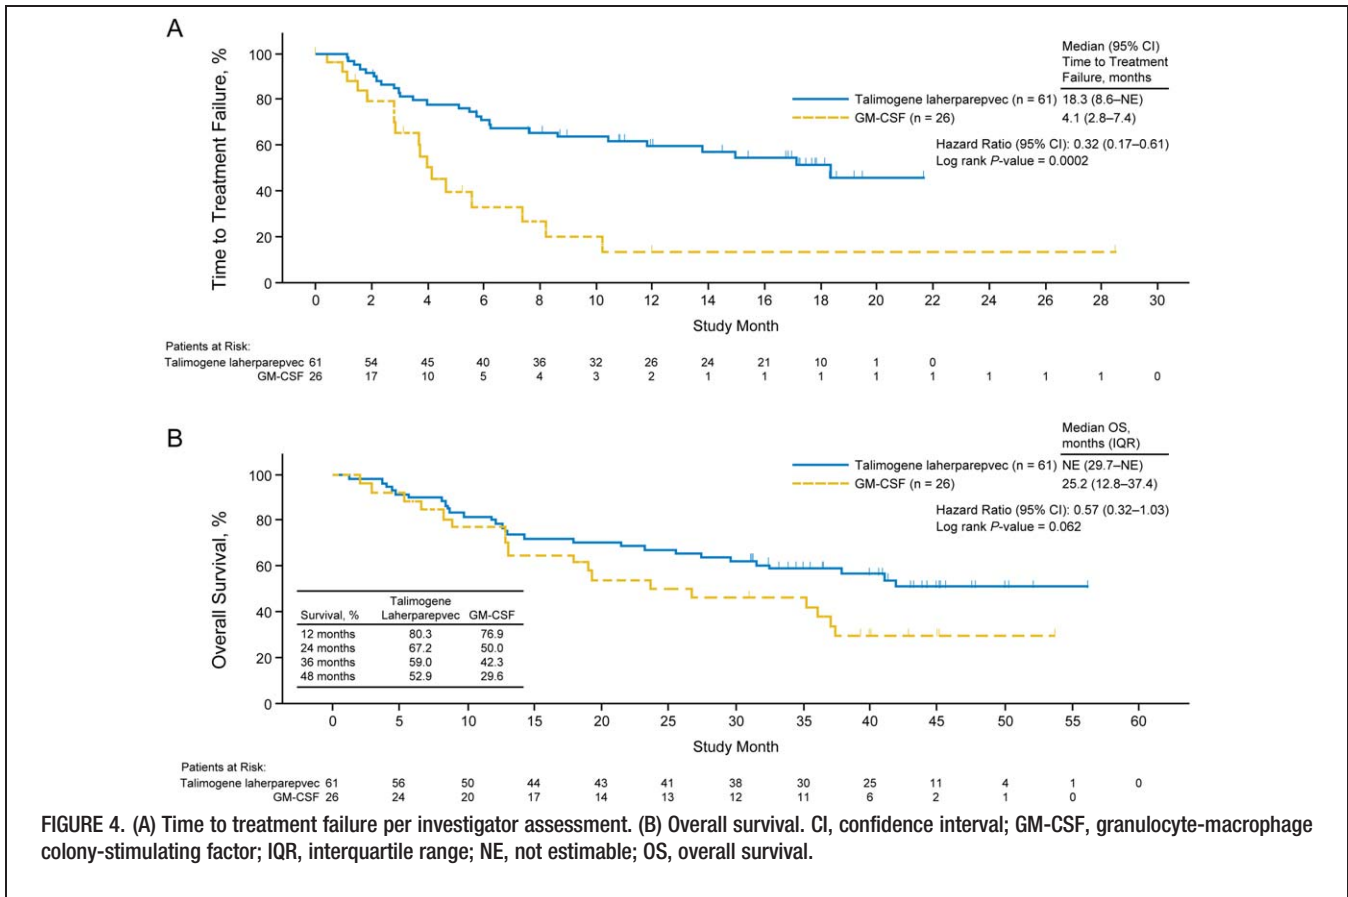 A
Time to Treatment Failure, %
100
80
60
40
20
0
Median (95% CI)
Time to Treatment
Failure, months
Talimogene laherparepvec (n = 61) 18.3 (8.6–NE)
GM-CSF (n = 26) 4.1 (2.8–7.4)
Hazard Ratio (95% CI): 0.32 (0.17–0.61)
Log rank P-value = 0.0002
0 2 4 6 8 10 12 14 16 18 20 22 24 26 28 30
Study Month
Patients at Risk:
Talimogene laherparepvec 61 54 45 40 36 32 26 24 21 10 1 0
GM-CSF 26 17 10 5 4 3 2 1 1 1 1 1 1 1 1 0
B
Overall Survival, %
100
80
60
40
20
0
Median OS,
months (IQR)
Talimogene laherparepvec (n = 61) NE (29.7–NE)
GM-CSF (n = 26) 25.2 (12.8–37.4)
Hazard Ratio (95% CI): 0.57 (0.32–1.03)
Log rank P-value = 0.062
Talimogene
Survival, % Laherparepvec GM-CSF
12 months 80.3 76.9
24 months 67.2 50.0
36 months 59.0 42.3
48 months 52.9 29.6
0 5 10 15 20 25 30 35 40 45 50 55 60
Study Month
Patients at Risk:
Talimogene laherparepvec 61 56 50 44 43 41 38 30 25 11 4 1 0
GM-CSF 26 24 20 17 14 13 12 11 6 2 1 0
FIGURE 4. (A) Time to treatment failure per investigator assessment. (B) Overall survival. CI, confidence interval; GM-CSF, granulocyte-macrophage
colony-stimulating factor; IQR, interquartile range; NE, not estimable; OS, overall survival.